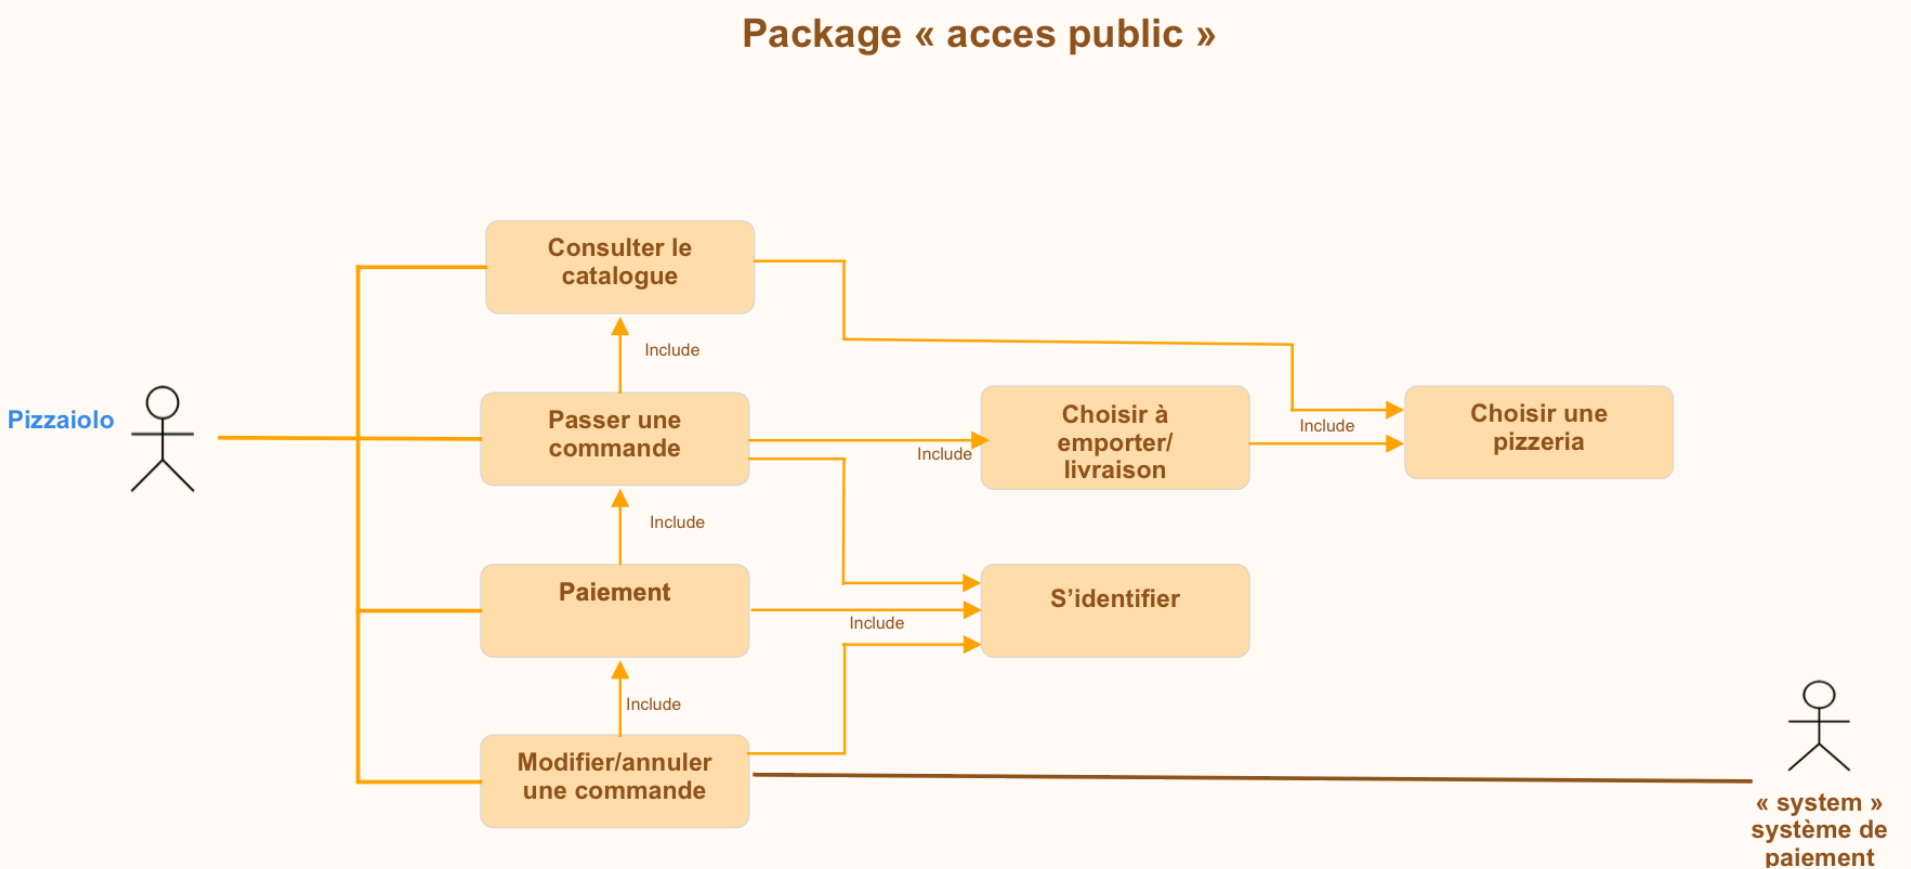 Package « acces public »
Consulter le
catalogue
Include
Pizzaiolo
Passer une
commande
Include
Choisir à
emporter/
livraison
Include
Choisir une
pizzeria
Include
Paiement
Include
S’identifier
Include
Modifier/annuler
une commande
« system »
système de
paiement